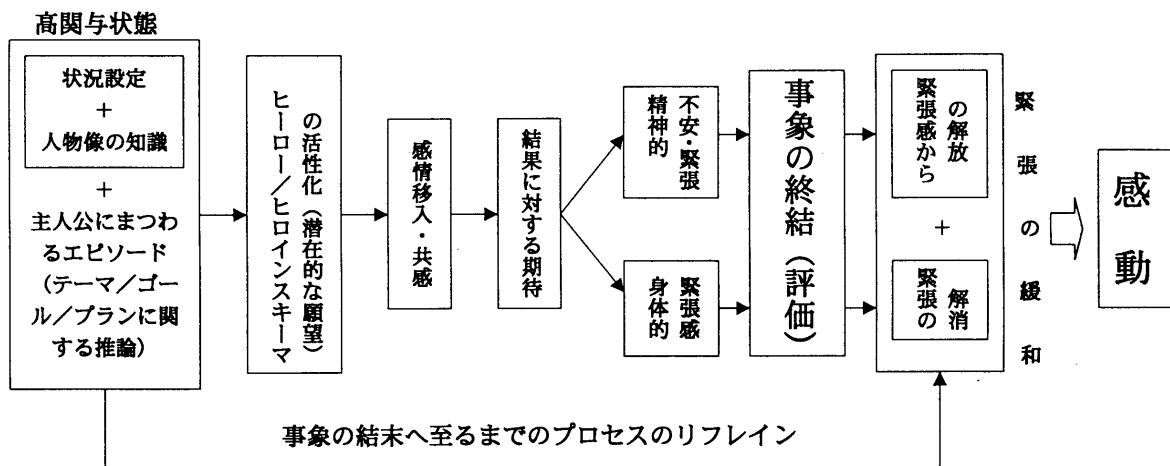 高関与状態
状況設定
＋
人物像の知識
＋
主人公にまつわ
るエピソード
（テーマ／ゴー
ル／プランに関
する推論）
ヒーロー／ヒロインスキーマ
の活性化（潜在的な願望）
感情移入・共感
結果に対する期待
精神的
不安・緊張
身体的
緊張感
事象の終結（評価）
緊張感から
の解放
＋
緊張の
解消
緊張の緩和
感動
事象の結末へ至るまでのプロセスのリフレイン